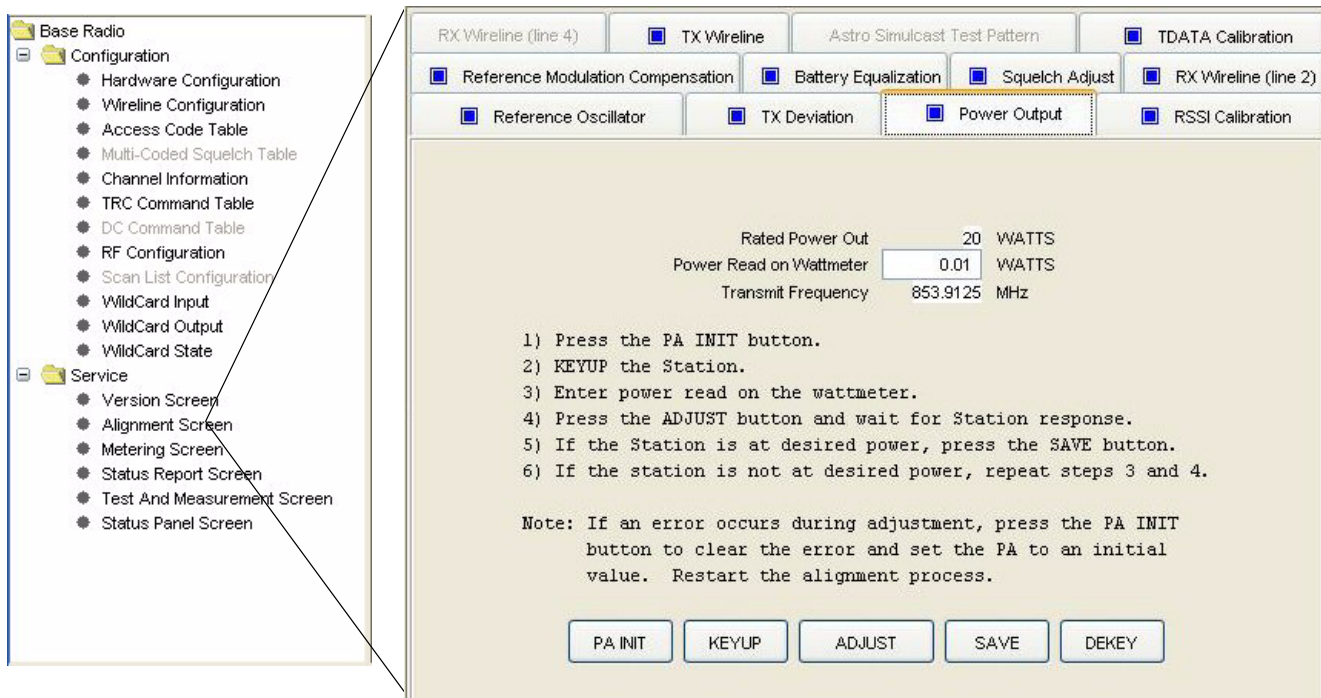 Base Radio
Configuration
Hardware Configuration
Wireline Configuration
Access Code Table
Multi-Coded Squelch Table
Channel Information
TRC Command Table
DC Command Table
RF Configuration
Scan List Configuration
WildCard Input
WildCard Output
WildCard State
Service
Version Screen
Alignment Screen
Metering Screen
Status Report Screen
Test And Measurement Screen
Status Panel Screen
RX Wireline (line 4) TX Wireline Astro Simulcast Test Pattern TDATA Calibration
Reference Modulation Compensation Battery Equalization Squelch Adjust RX Wireline (line 2)
Reference Oscillator TX Deviation Power Output RSSI Calibration
Rated Power Out 20 WATTS
Power Read on Wattmeter 0.01 WATTS
Transmit Frequency 853.9125 MHz
1) Press the PA INIT button.
2) KEYUP the Station.
3) Enter power read on the wattmeter.
4) Press the ADJUST button and wait for Station response.
5) If the Station is at desired power, press the SAVE button.
6) If the station is not at desired power, repeat steps 3 and 4.
Note: If an error occurs during adjustment, press the PA INIT
button to clear the error and set the PA to an initial
value. Restart the alignment process.
PA INIT KEYUP ADJUST SAVE DEKEY